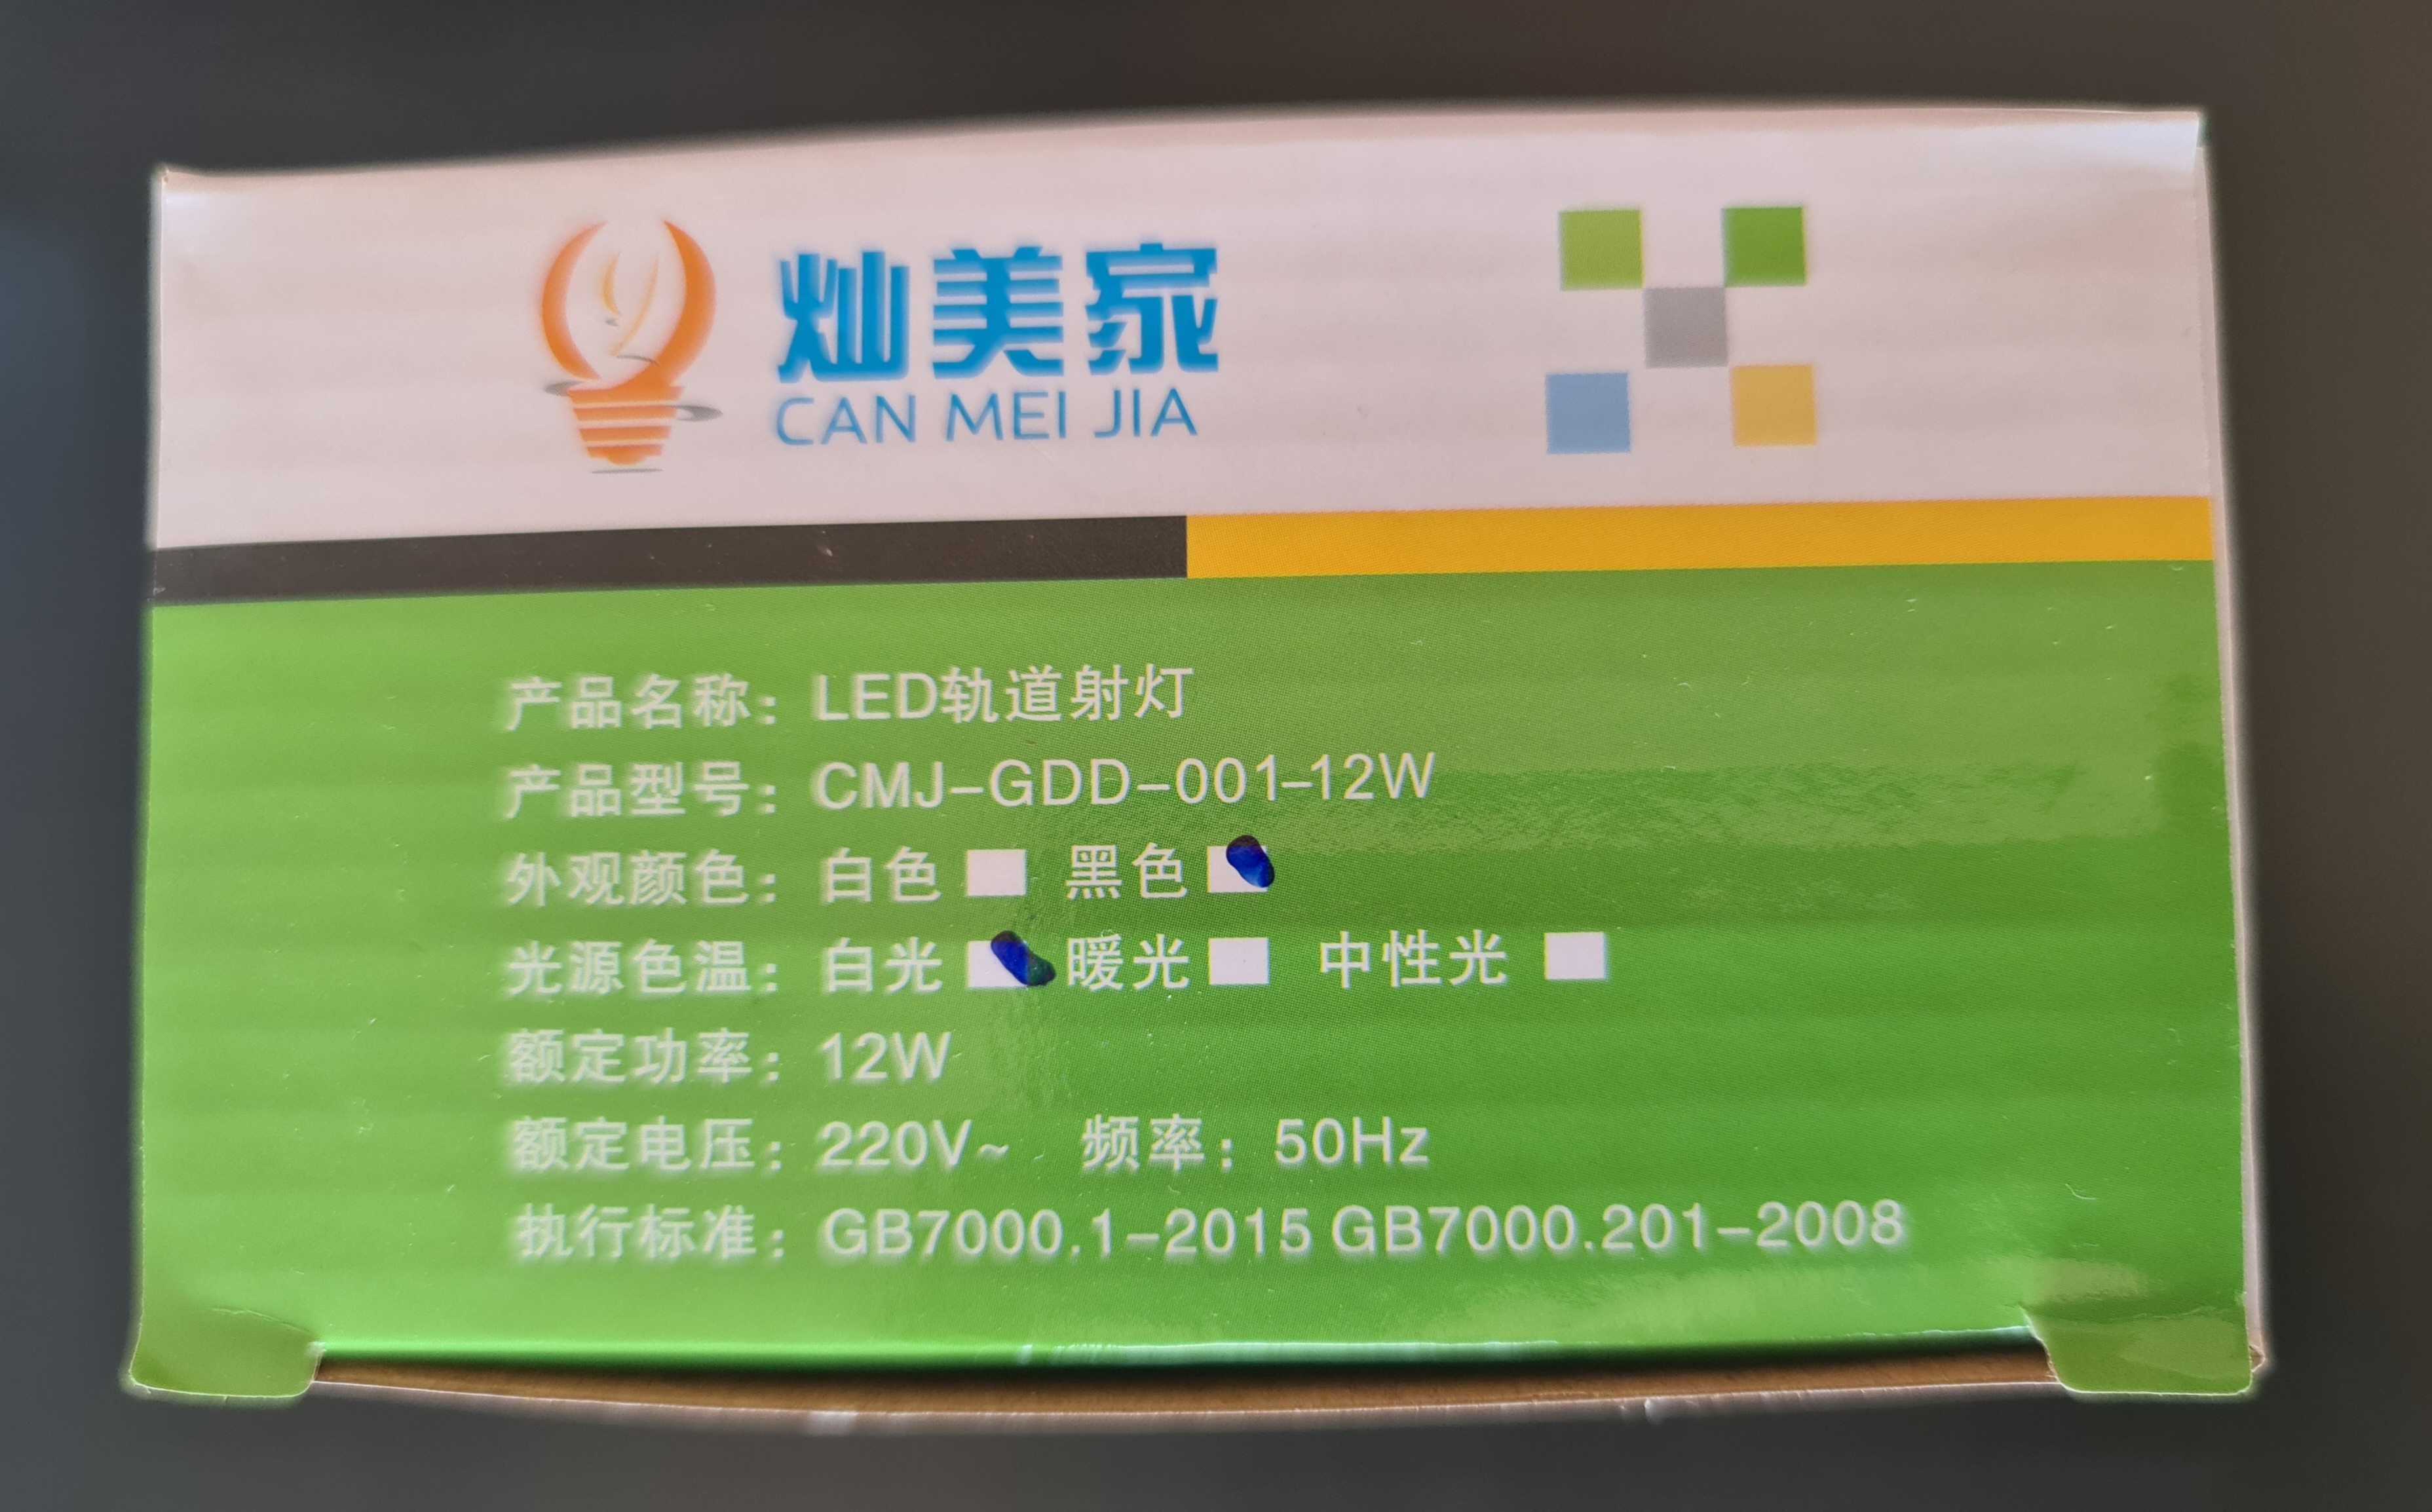 灿美家
CAN MEI JIA
产品名称：LED轨道射灯
产品型号：CMJ-GDD-001-12W
外观颜色：白色 黑色
光源色温：白光 暖光 中性光
额定功率：12W
额定电压：220V~ 频率：50Hz
执行标准：GB7000.1-2015 GB7000.201-2008